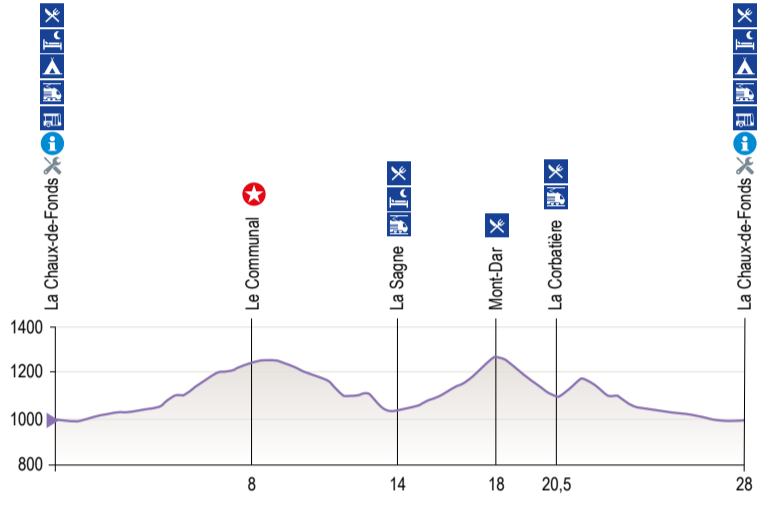 La Chaux-de-Fonds
Le Communal
La Sagne
Mont-Dar
La Corbatière
La Chaux-de-Fonds
1400
1200
1000
800
8
14
18
20,5
28